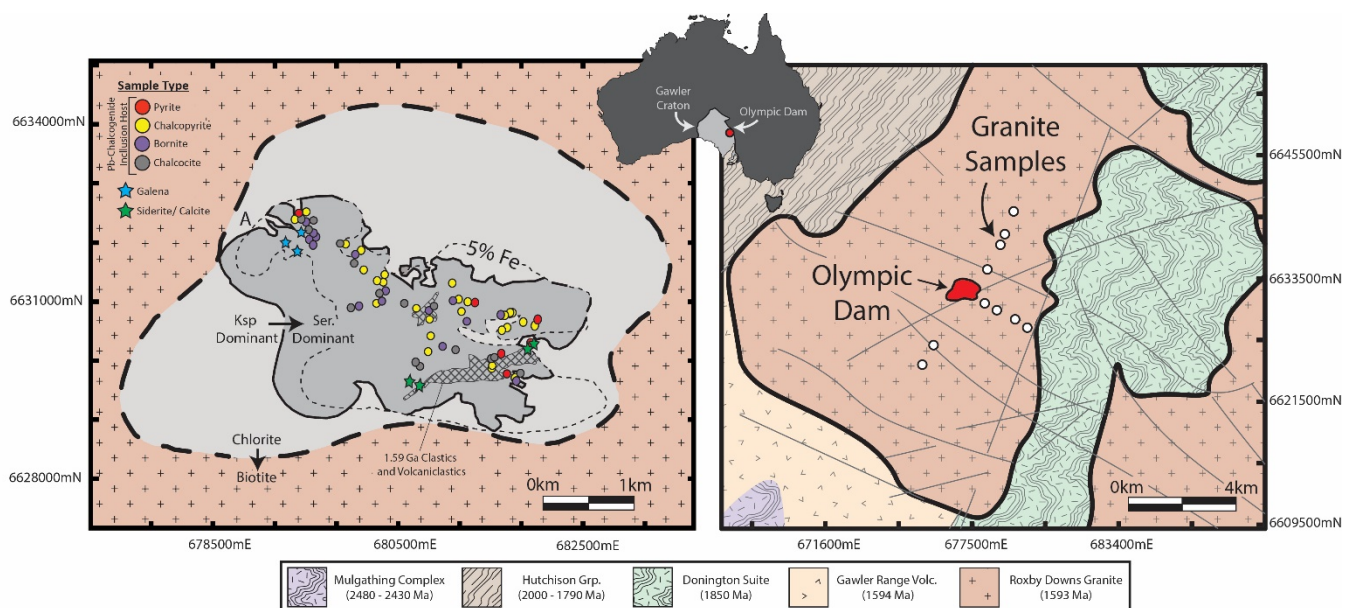 Sample Type
Pb-Chalcogenide
Inclusion Host
Pyrite
Chalcopyrite
Bornite
Chalcocite
Galena
Siderite/ Calcite
6634000mN
6631000mN
6628000mN
A
5% Fe
Ksp
Dominant
Ser.
Dominant
Chlorite
Biotite
1.59 Ga Clastics
and Volcaniclastics
0km 1km
678500mE 680500mE 682500mE
Gawler
Craton
Olympic Dam
Granite
Samples
Olympic
Dam
6645500mN
6633500mN
6621500mN
6609500mN
0km 4km
671600mE 677500mE 683400mE
Mulgathing Complex
(2480 - 2430 Ma)
Hutchison Grp.
(2000 - 1790 Ma)
Donington Suite
(1850 Ma)
Gawler Range Volc.
(1594 Ma)
Roxby Downs Granite
(1593 Ma)